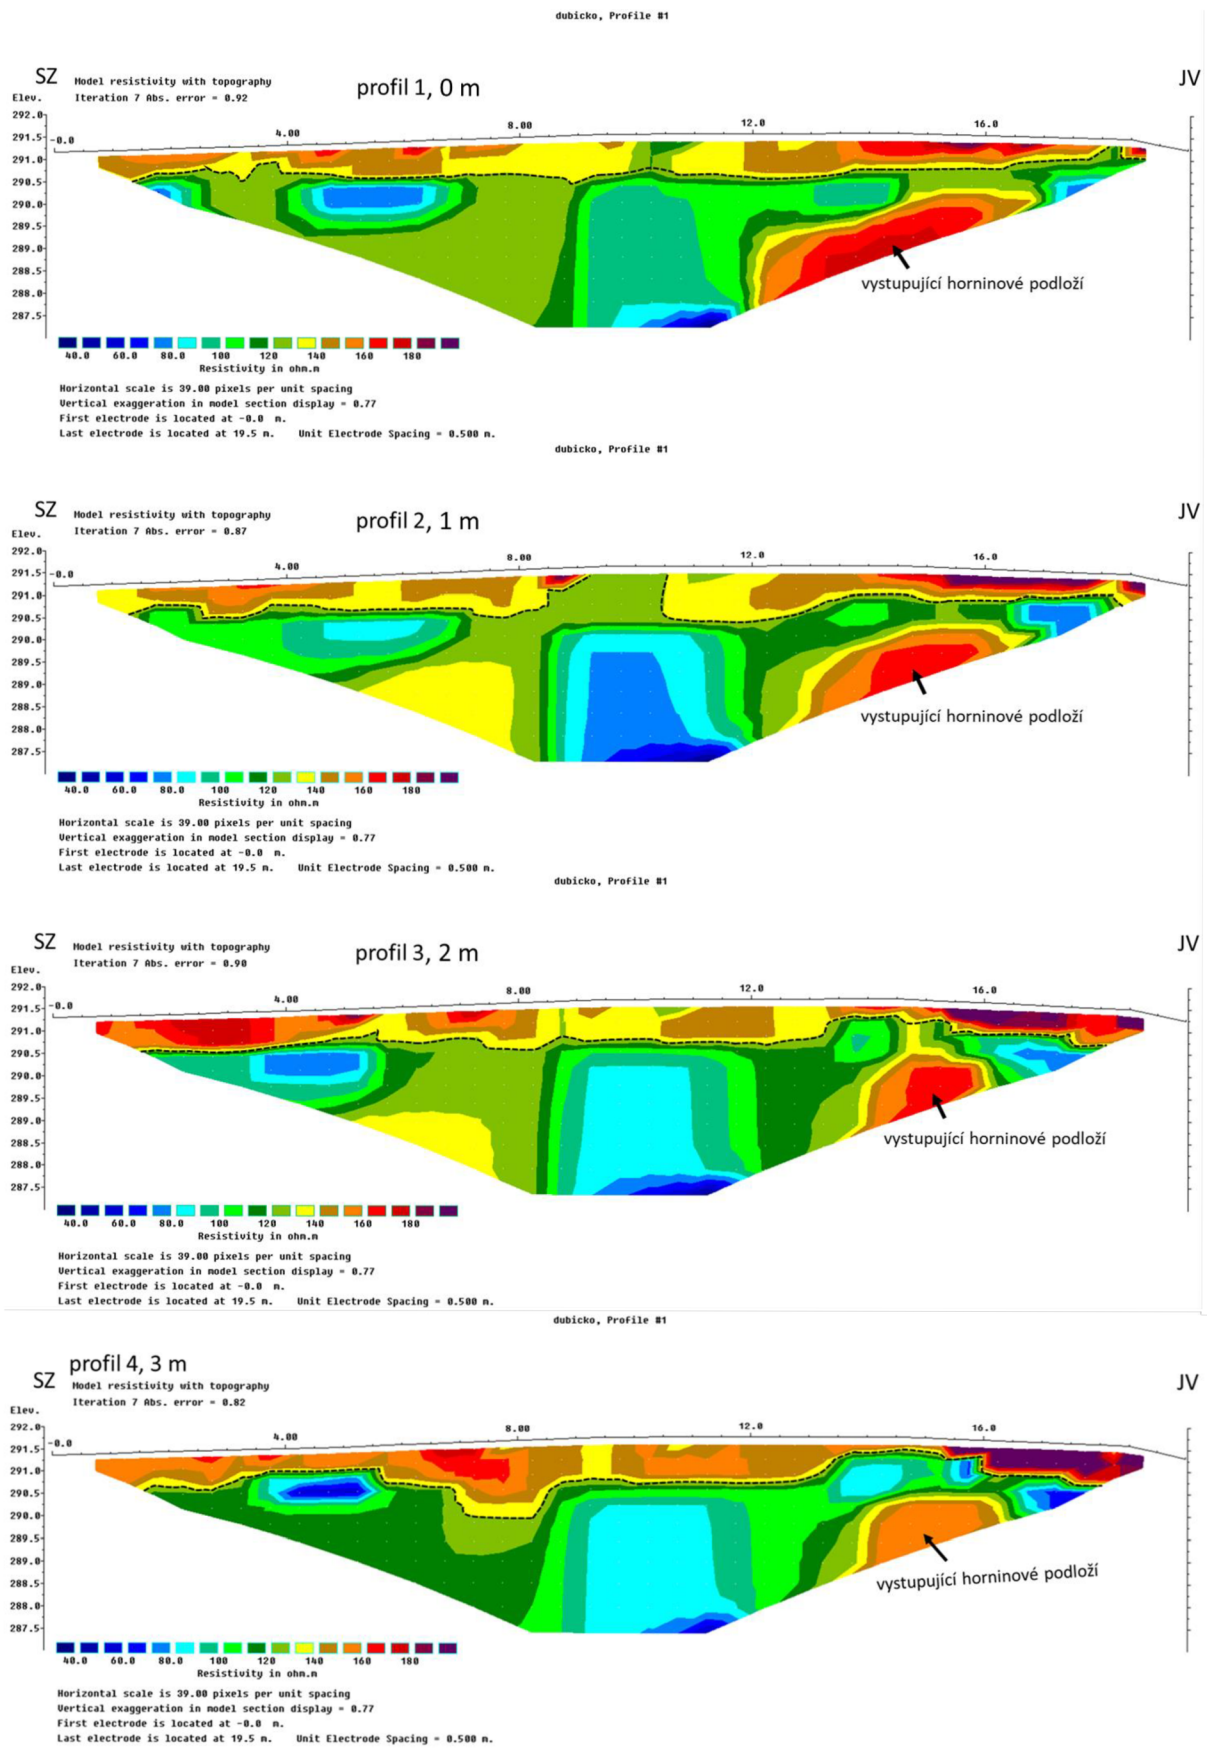 dubicko, Profile #1
SZ
Model resistivity with topography
profil 1, 0 m
JV
Elev.
Iteration 7 Abs. error = 0.92
292.0
291.5
291.0
290.5
290.0
289.5
289.0
288.5
288.0
287.5
-0.0
4.00
8.00
12.0
16.0
vystupující horninové podloží
40.0 60.0 80.0 100 120 140 160 180
Resistivity in ohm.m
Horizontal scale is 39.00 pixels per unit spacing
Vertical exaggeration in model section display = 0.77
First electrode is located at -0.0 m.
Last electrode is located at 19.5 m. Unit Electrode Spacing = 0.500 m.
dubicko, Profile #1
SZ
Model resistivity with topography
profil 2, 1 m
JV
Elev.
Iteration 7 Abs. error = 0.87
292.0
291.5
291.0
290.5
290.0
289.5
289.0
288.5
288.0
287.5
-0.0
4.00
8.00
12.0
16.0
vystupující horninové podloží
40.0 60.0 80.0 100 120 140 160 180
Resistivity in ohm.m
Horizontal scale is 39.00 pixels per unit spacing
Vertical exaggeration in model section display = 0.77
First electrode is located at -0.0 m.
Last electrode is located at 19.5 m. Unit Electrode Spacing = 0.500 m.
dubicko, Profile #1
SZ
Model resistivity with topography
profil 3, 2 m
JV
Elev.
Iteration 7 Abs. error = 0.90
292.0
291.5
291.0
290.5
290.0
289.5
289.0
288.5
288.0
287.5
-0.0
4.00
8.00
12.0
16.0
vystupující horninové podloží
40.0 60.0 80.0 100 120 140 160 180
Resistivity in ohm.m
Horizontal scale is 39.00 pixels per unit spacing
Vertical exaggeration in model section display = 0.77
First electrode is located at -0.0 m.
Last electrode is located at 19.5 m. Unit Electrode Spacing = 0.500 m.
dubicko, Profile #1
profil 4, 3 m
SZ
Model resistivity with topography
JV
Elev.
Iteration 7 Abs. error = 0.82
292.0
291.5
291.0
290.5
290.0
289.5
289.0
288.5
288.0
287.5
-0.0
4.00
8.00
12.0
16.0
vystupující horninové podloží
40.0 60.0 80.0 100 120 140 160 180
Resistivity in ohm.m
Horizontal scale is 39.00 pixels per unit spacing
Vertical exaggeration in model section display = 0.77
First electrode is located at -0.0 m.
Last electrode is located at 19.5 m. Unit Electrode Spacing = 0.500 m.